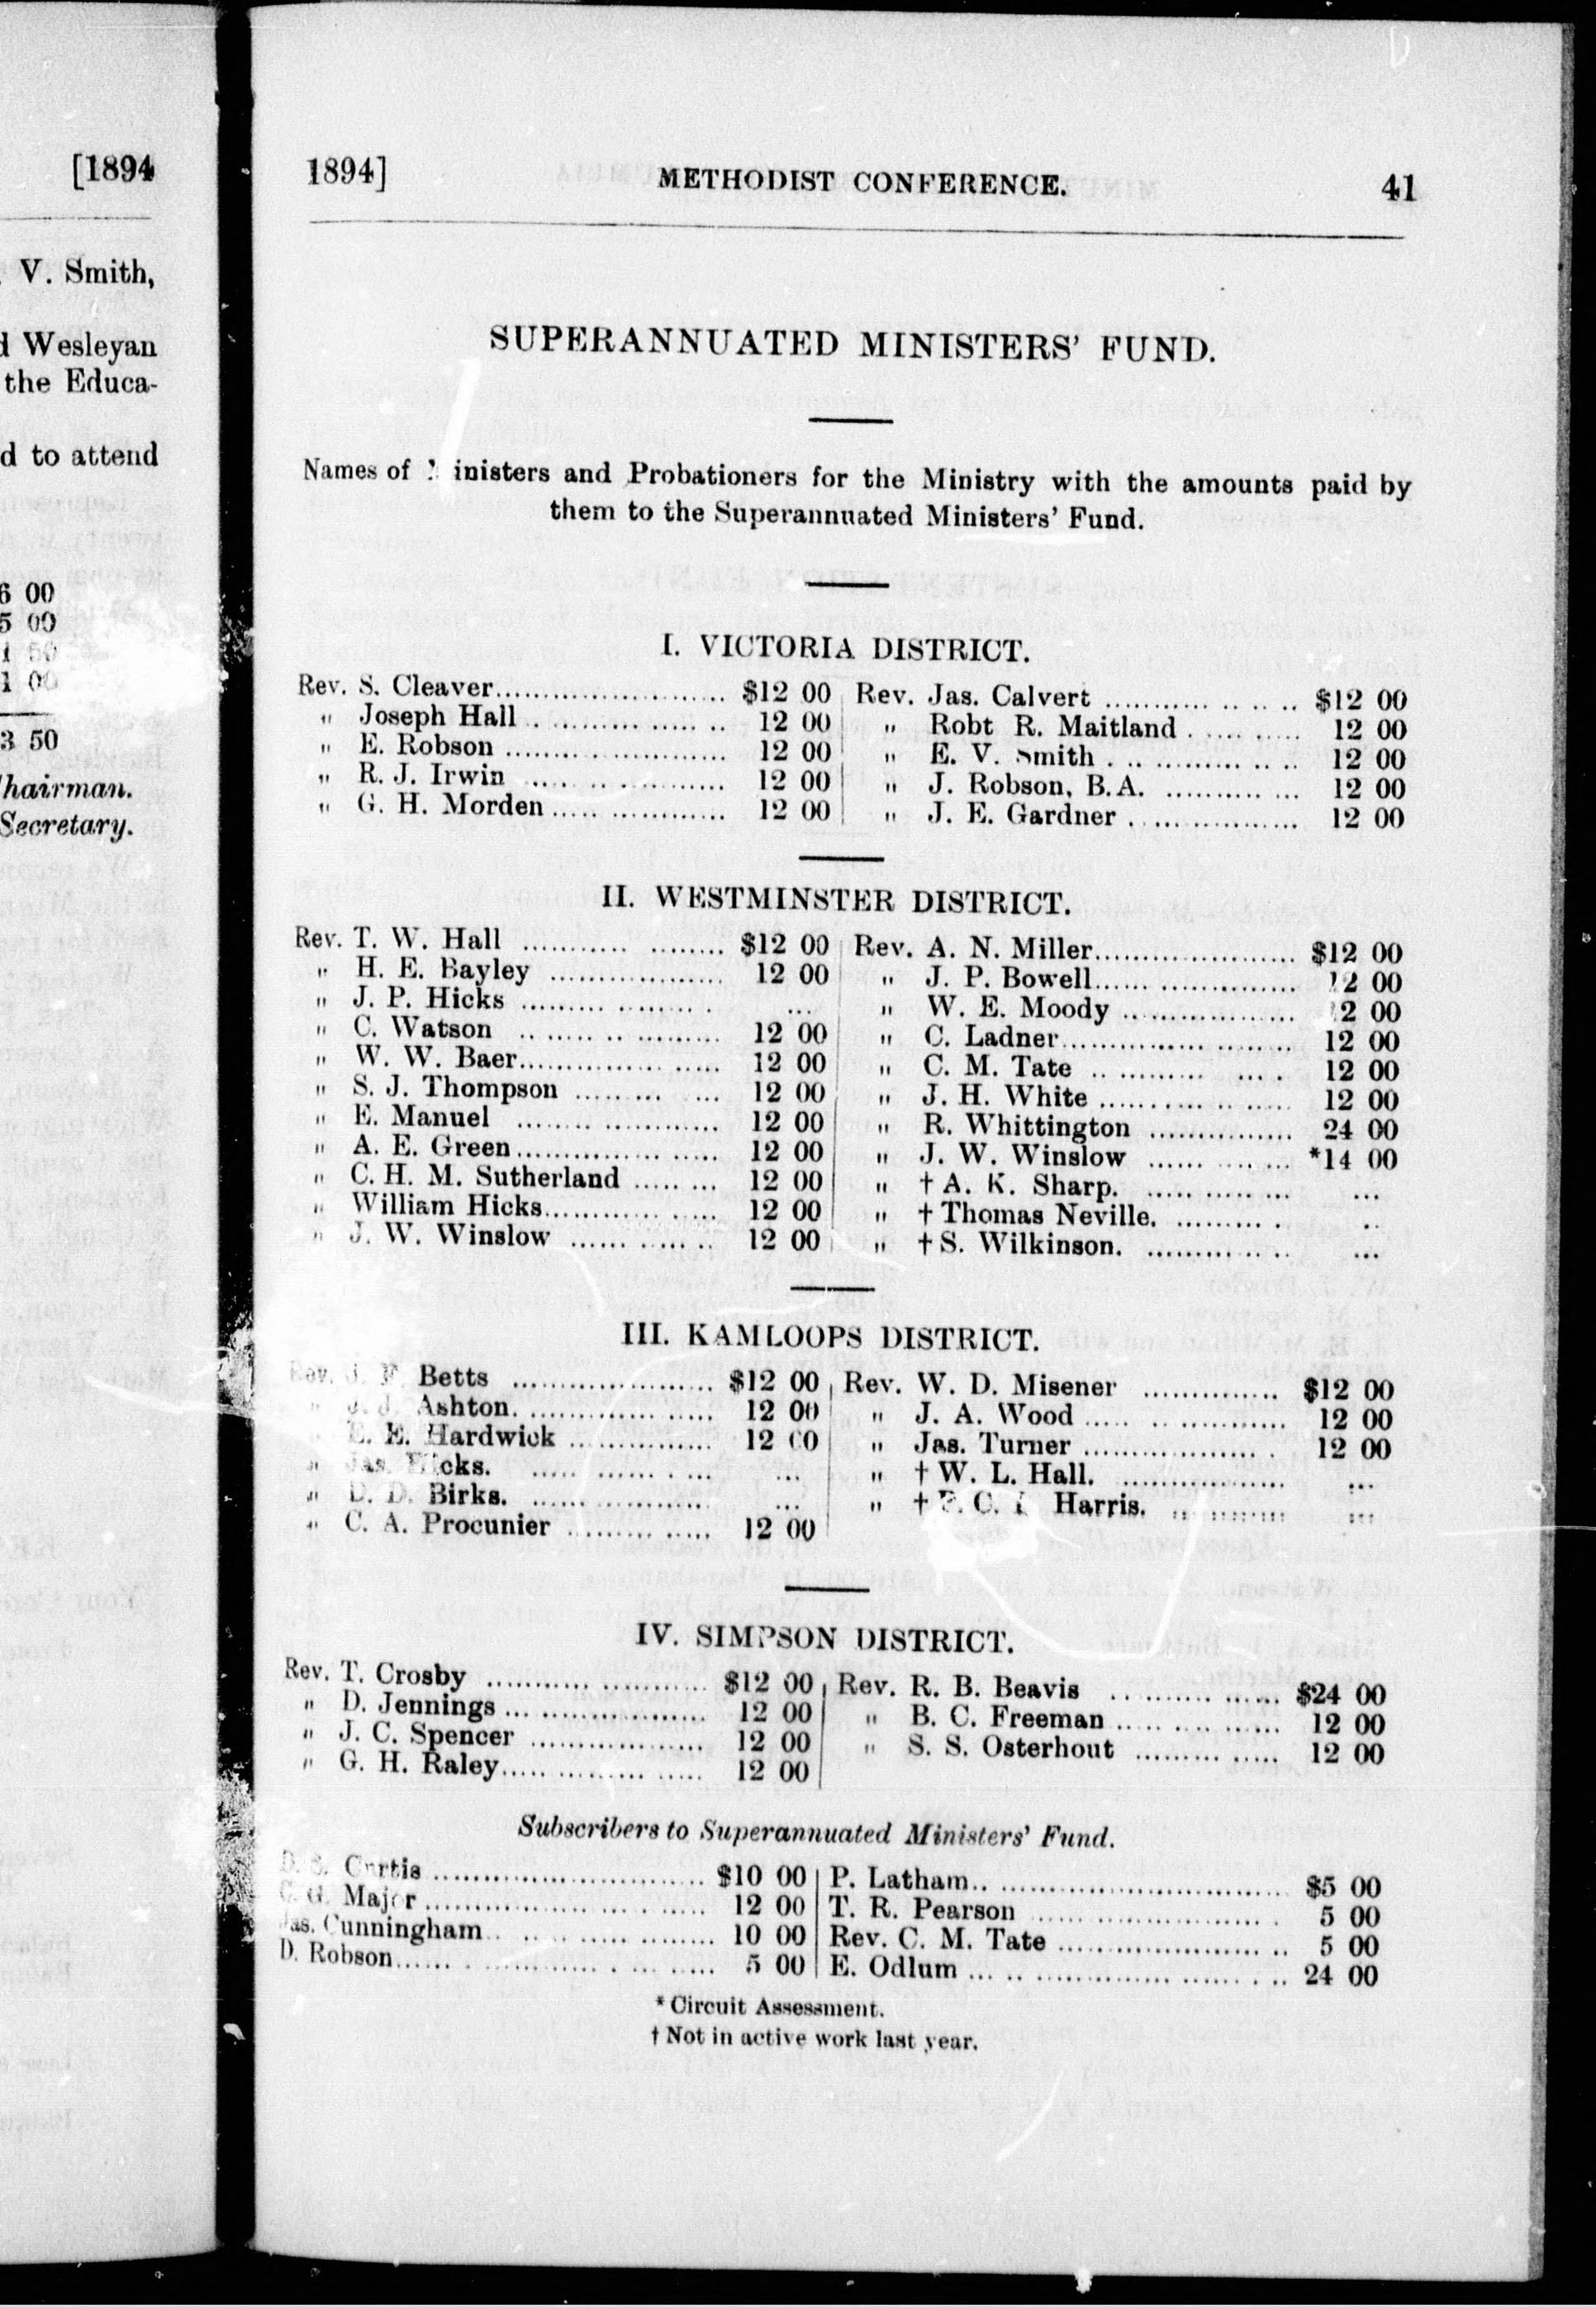 [1894
V. Smith,
Wesleyan
the Educa-
d to attend
6 00
5 00
1 50
1 00
3 50
hairman.
Secretary.
1894] METHODIST CONFERENCE. 41
SUPERANNUATED MINISTERS' FUND.
Names of inisters and Probationers for the Ministry with the amounts paid by
them to the Superannuated Ministers' Fund.
I. VICTORIA DISTRICT.
Rev. S. Cleaver $12 00
" Joseph Hall 12 00
" E. Robson 12 00
" R. J. Irwin 12 00
" G. H. Morden 12 00
Rev. Jas. Calvert $12 00
" Robt R. Maitland 12 00
" E. V. Smith 12 00
" J. Robson, B.A. 12 00
" J. E. Gardner 12 00
II. WESTMINSTER DISTRICT.
Rev. T. W. Hall $12 00
" H. E. Bayley 12 00
" J. P. Hicks ...
" C. Watson 12 00
" W. W. Baer 12 00
" S. J. Thompson 12 00
" E. Manuel 12 00
" A. E. Green 12 00
" C. H. M. Sutherland 12 00
" William Hicks 12 00
" J. W. Winslow 12 00
Rev. A. N. Miller $12 00
" J. P. Bowell 12 00
" W. E. Moody 12 00
" C. Ladner 12 00
" C. M. Tate 12 00
" J. H. White 12 00
" R. Whittington 24 00
" J. W. Winslow *14 00
" † A. K. Sharp. ...
" † Thomas Neville. ...
" † S. Wilkinson. ...
III. KAMLOOPS DISTRICT.
Rev. J. F. Betts $12 00
" J. J. Ashton. 12 00
" E. E. Hardwick 12 00
" Jas. Hicks. ...
" D. D. Birks. ...
" C. A. Procunier 12 00
Rev. W. D. Misener $12 00
" J. A. Wood 12 00
" Jas. Turner 12 00
" † W. L. Hall. ...
" † C. Harris. ...
IV. SIMPSON DISTRICT.
Rev. T. Crosby $12 00
" D. Jennings 12 00
" J. C. Spencer 12 00
" G. H. Raley 12 00
Rev. R. B. Beavis $24 00
" B. C. Freeman 12 00
" S. S. Osterhout 12 00
Subscribers to Superannuated Ministers' Fund.
D. S. Curtis $10 00
C. G. Major 12 00
Jas. Cunningham 10 00
D. Robson 5 00
P. Latham $5 00
T. R. Pearson 5 00
Rev. C. M. Tate 5 00
E. Odlum 24 00
* Circuit Assessment.
† Not in active work last year.